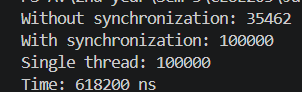 Without synchronization: 35462
With synchronization: 100000
Single thread: 100000
Time: 618200 ns